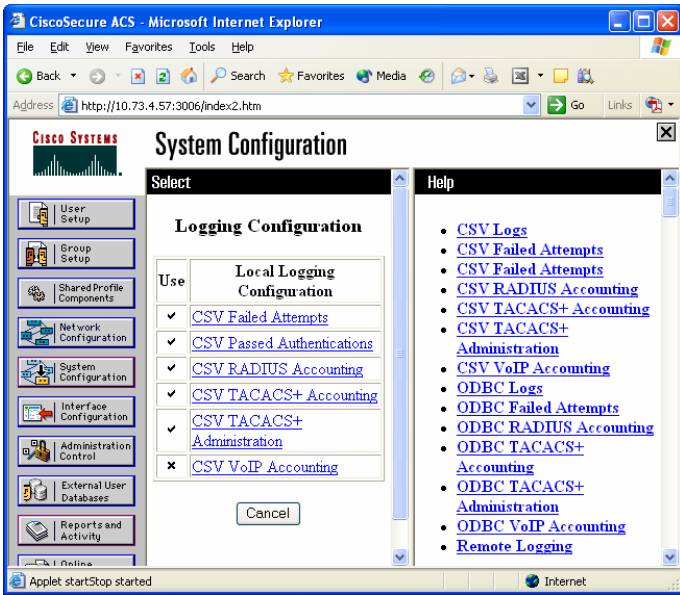 CiscoSecure ACS - Microsoft Internet Explorer
File Edit View Favorites Tools Help
Back Search Favorites Media
Address http://10.73.4.57:3006/index2.htm Go Links
CISCO SYSTEMS
System Configuration
User
Setup
Group
Setup
Shared Profile
Components
Network
Configuration
System
Configuration
Interface
Configuration
Administration
Control
External User
Databases
Reports and
Activity
Online
Select
Logging Configuration
Use
Local Logging
Configuration
CSV Failed Attempts
CSV Passed Authentications
CSV RADIUS Accounting
CSV TACACS+ Accounting
CSV TACACS+
Administration
CSV VoIP Accounting
Cancel
Help
CSV Logs
CSV Failed Attempts
CSV Failed Attempts
CSV RADIUS Accounting
CSV TACACS+ Accounting
CSV TACACS+
Administration
CSV VoIP Accounting
ODBC Logs
ODBC Failed Attempts
ODBC RADIUS Accounting
ODBC TACACS+
Accounting
ODBC TACACS+
Administration
ODBC VoIP Accounting
Remote Logging
Applet startStop started
Internet